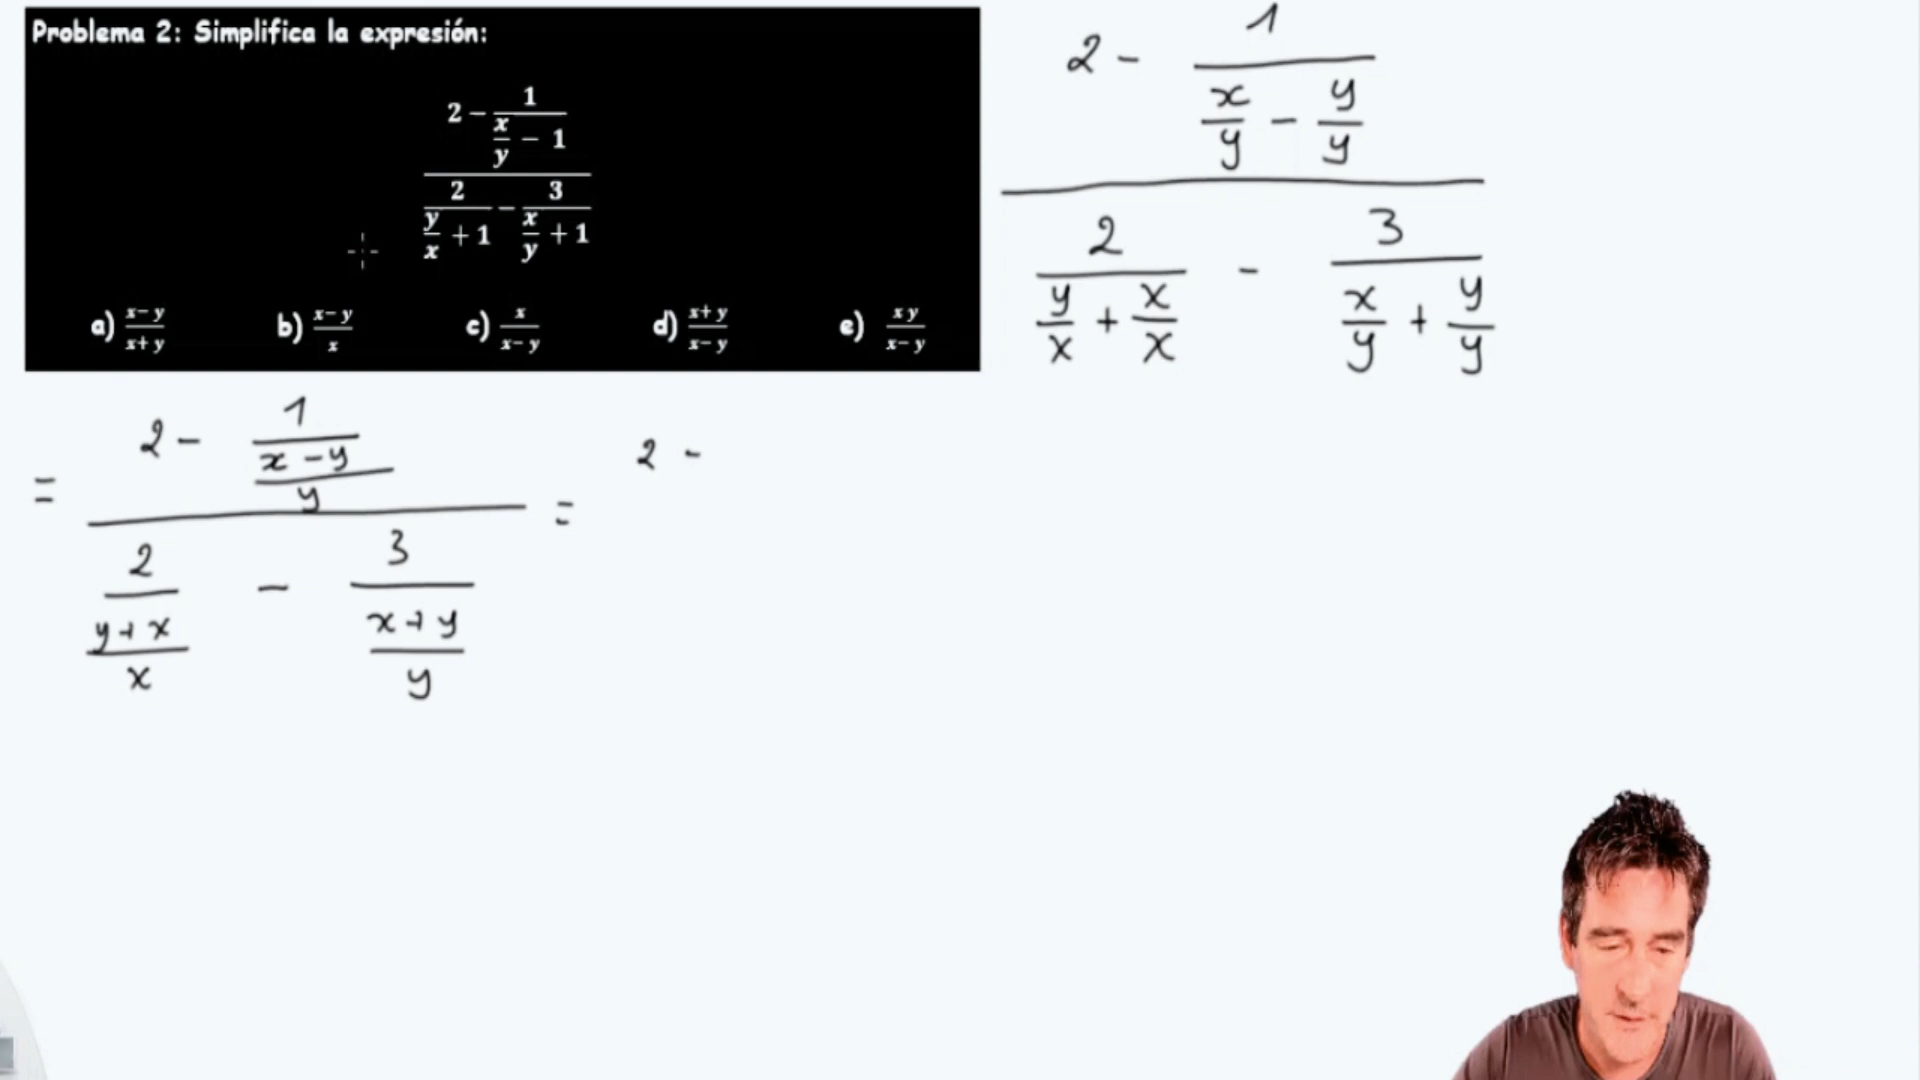 Problema 2: Simplifica la expresión:
2 - 1
x/y - 1
2 - 3
y/x + 1 x/y + 1
a) x- y/x+ y b) x- y/x c) x/x- y d) x+ y/x- y e) x y/x- y
2 - 1
x/y - y/y
2 - 3
y/x + x/x x/y + y/y
= 2 - 1
x - y
y
2 - 3
y + x x + y
x y
= 2 -